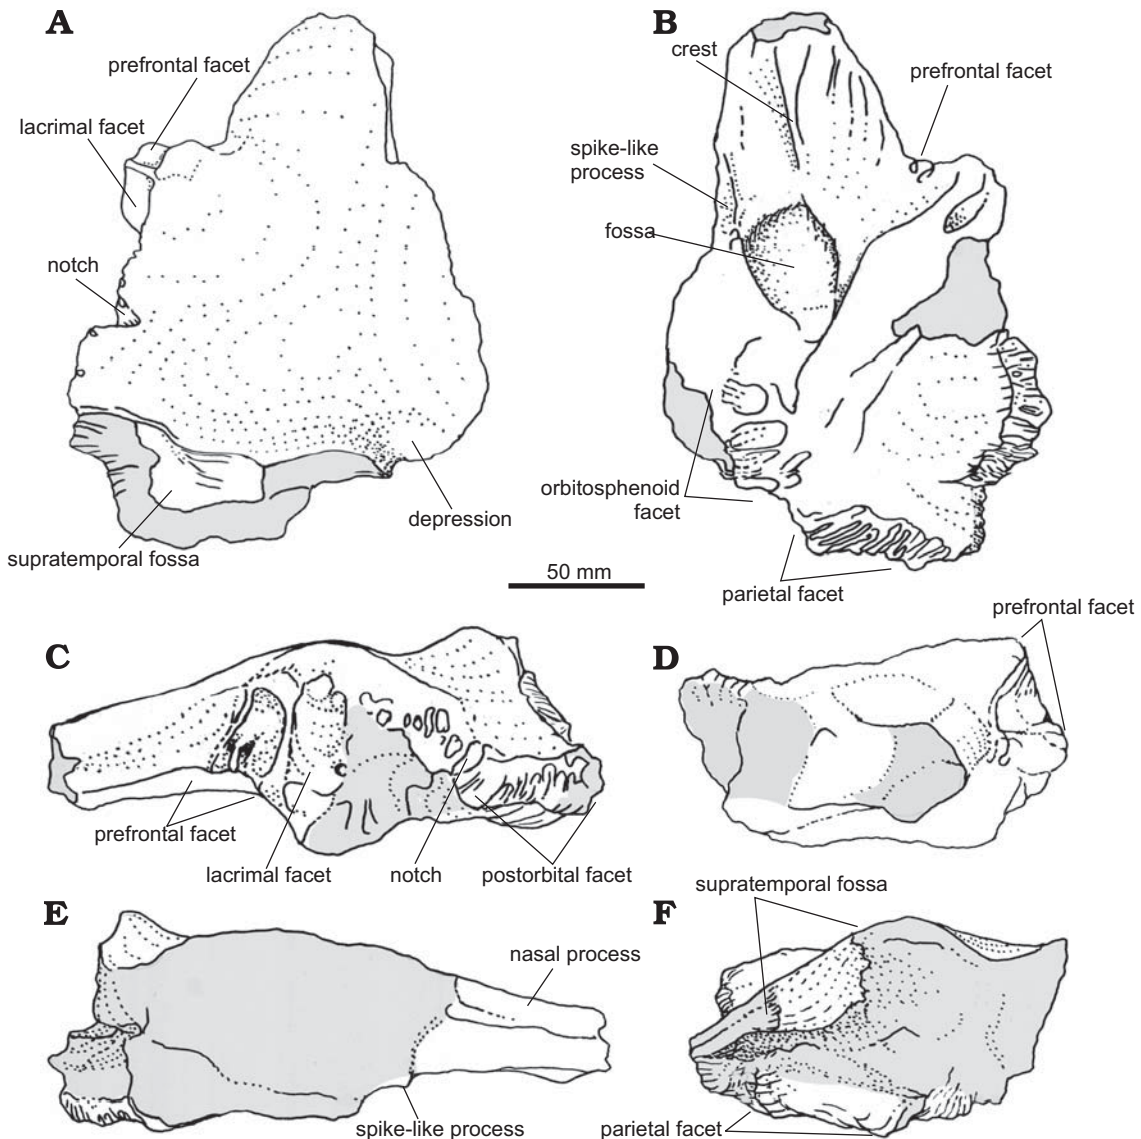 A
prefrontal facet
lacrimal facet
notch
supratemporal fossa
depression
B
crest
prefrontal facet
spike-like
process
fossa
orbitosphenoid
facet
parietal facet
50 mm
C
prefrontal facet
lacrimal facet
notch
postorbital facet
D
prefrontal facet
E
nasal process
spike-like process
F
supratemporal fossa
parietal facet